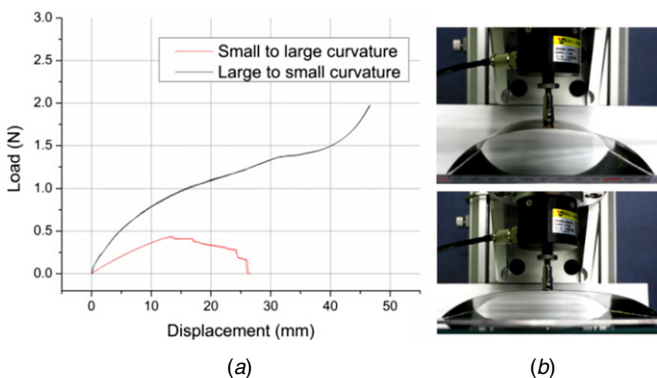 3.0
2.5
2.0
1.5
1.0
0.5
0.0
Load (N)
Small to large curvature
Large to small curvature
0
10
20
30
40
50
Displacement (mm)
(a)
(b)